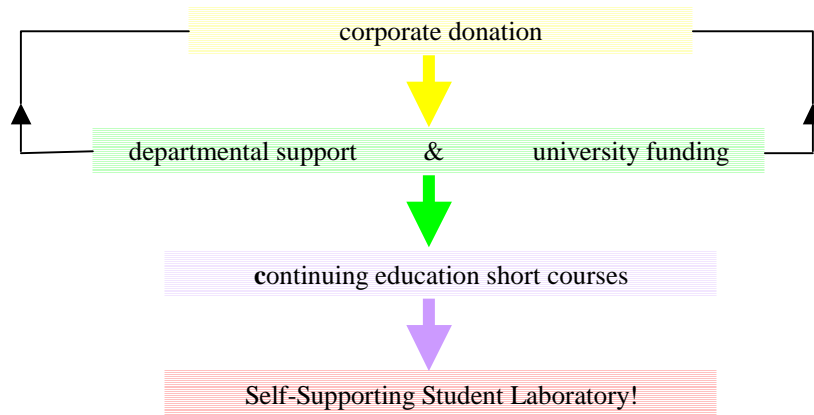 corporate donation
departmental support & university funding
continuing education short courses
Self-Supporting Student Laboratory!